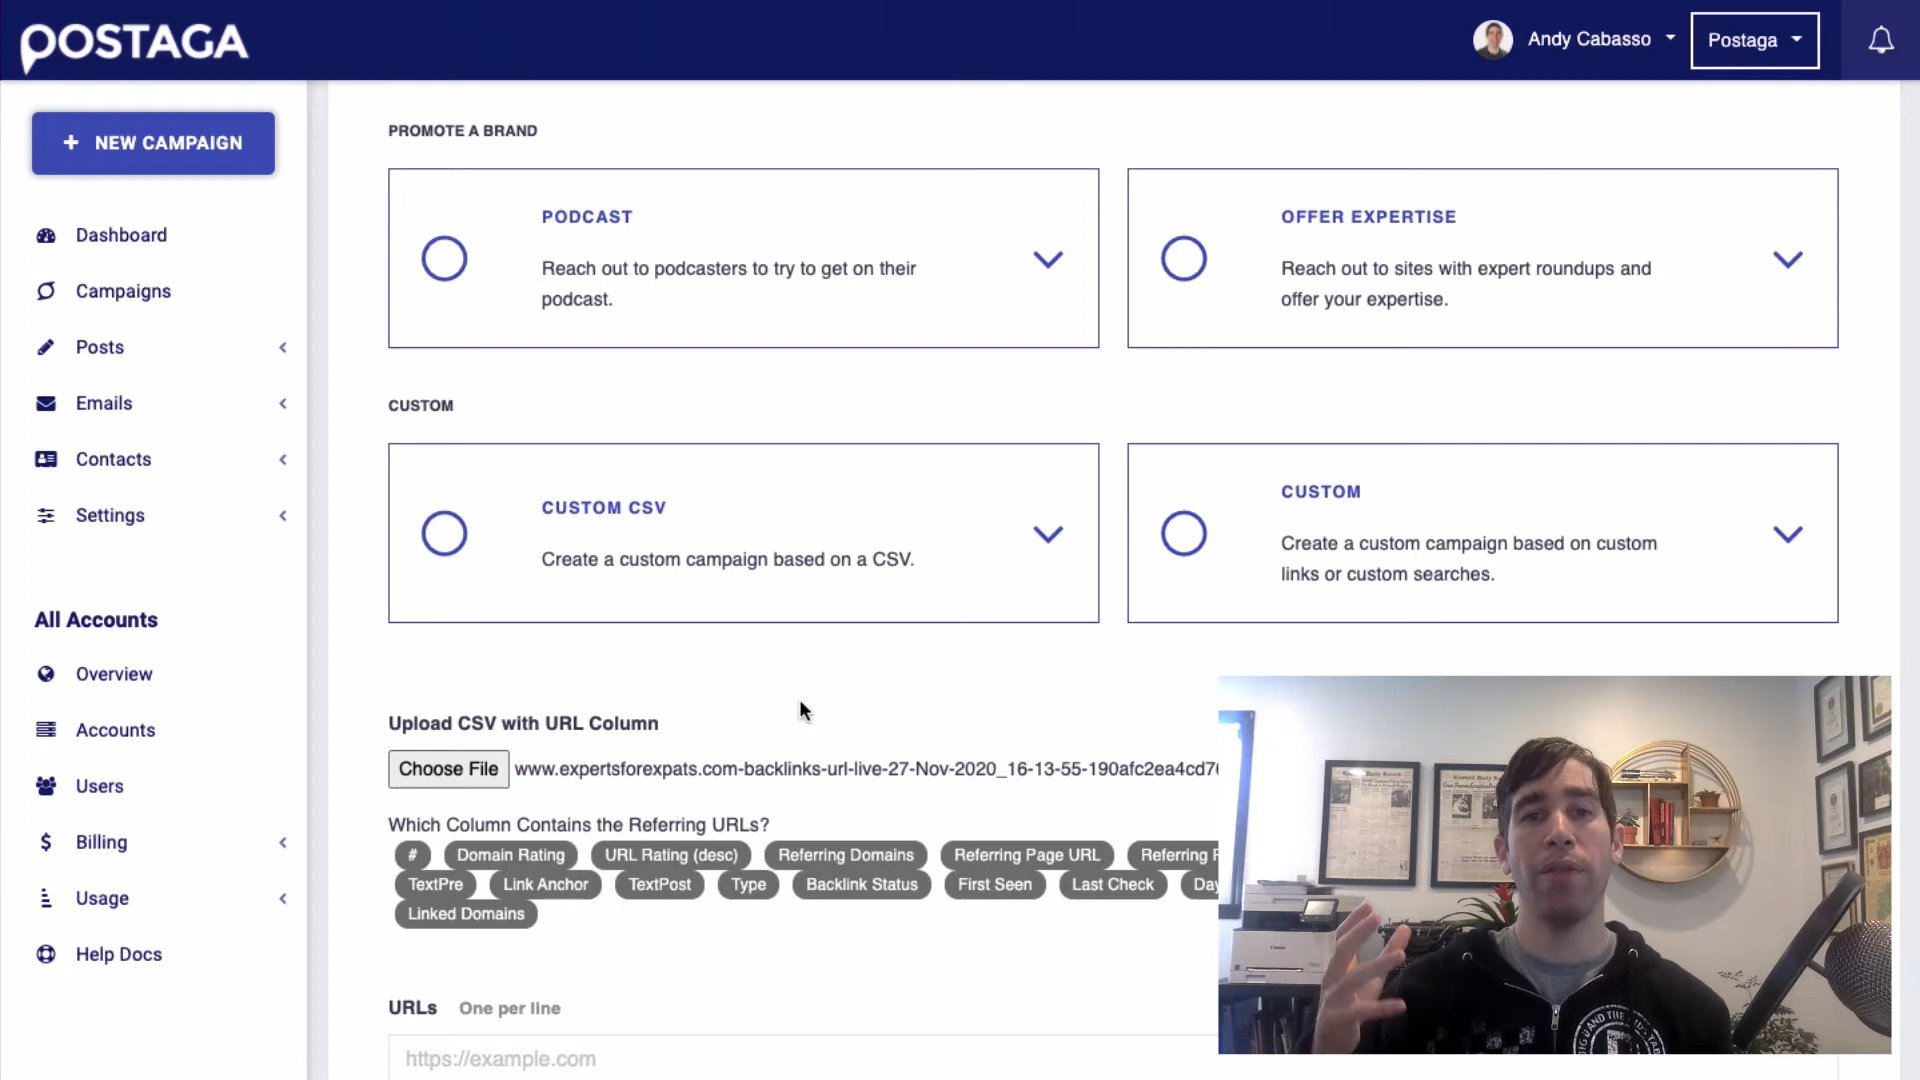 POSTAGA
Andy Cabasso
Postaga
+ NEW CAMPAIGN
Dashboard
Campaigns
Posts
Emails
Contacts
Settings
All Accounts
Overview
Accounts
Users
Billing
Usage
Help Docs
PROMOTE A BRAND
PODCAST
Reach out to podcasters to try to get on their
podcast.
OFFER EXPERTISE
Reach out to sites with expert roundups and
offer your expertise.
CUSTOM
CUSTOM CSV
Create a custom campaign based on a CSV.
CUSTOM
Create a custom campaign based on custom
links or custom searches.
Upload CSV with URL Column
Choose File www.expertsforexpats.com-backlinks-url-live-27-Nov-2020_16-13-55-190afc2ea4cd7
Which Column Contains the Referring URLs?
# Domain Rating URL Rating (desc) Referring Domains Referring Page URL Referring
TextPre Link Anchor TextPost Type Backlink Status First Seen Last Check Day
Linked Domains
URLs One per line
https://example.com